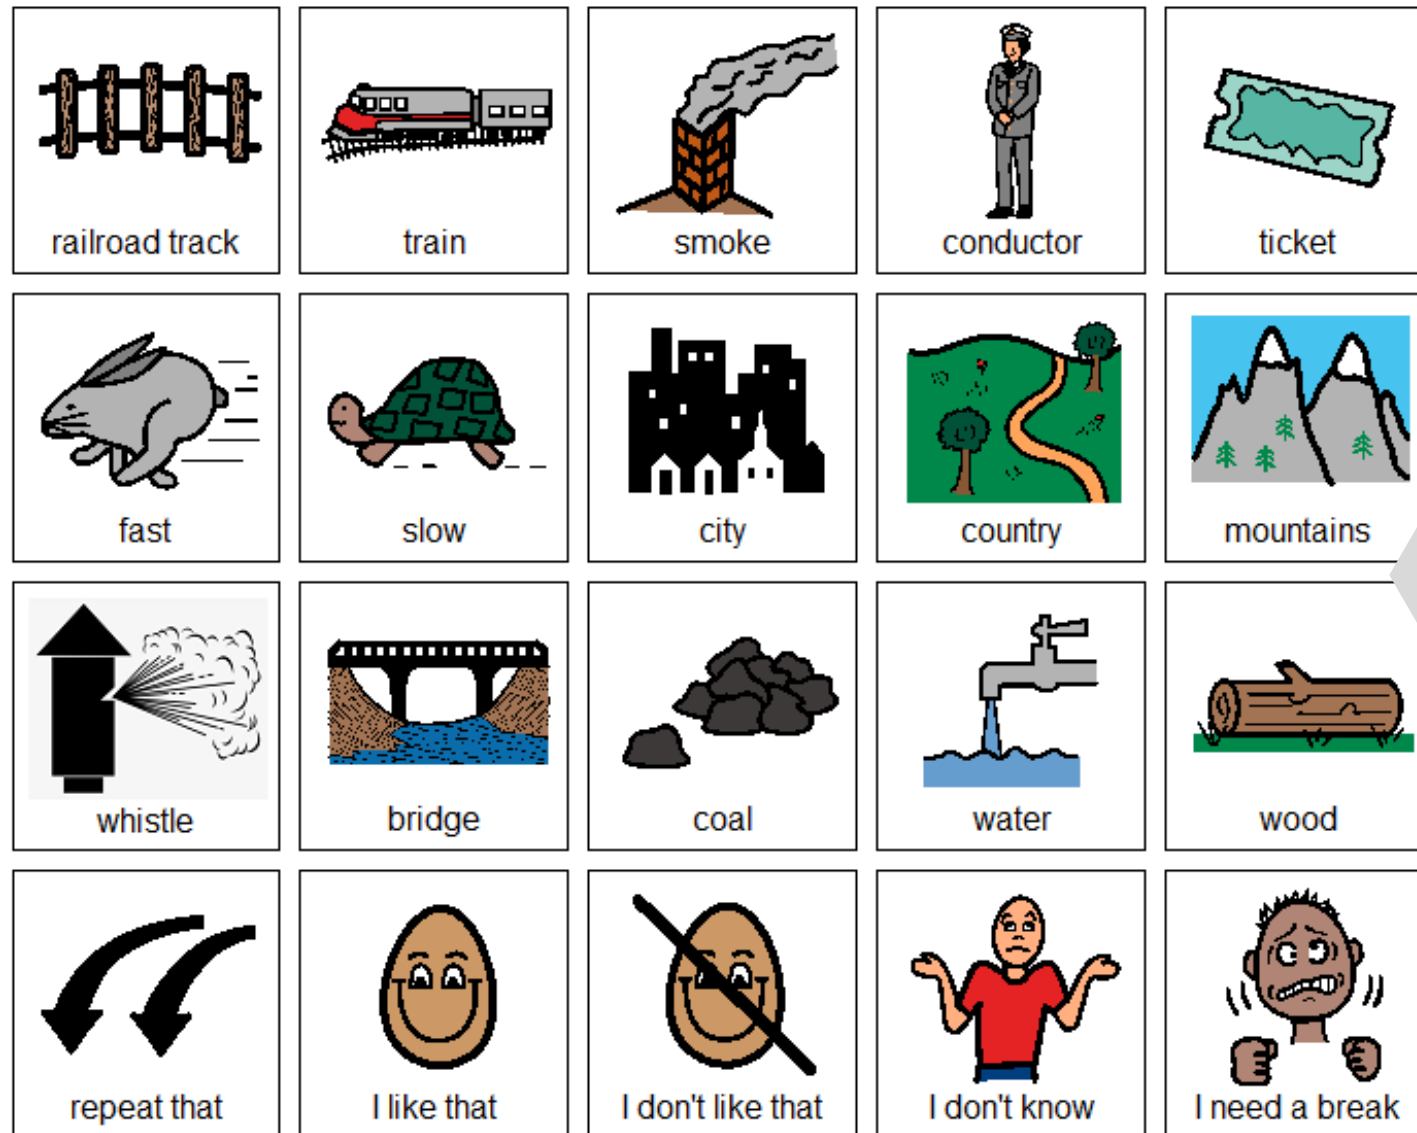 railroad track
train
smoke
conductor
ticket
fast
slow
city
country
mountains
whistle
bridge
coal
water
wood
repeat that
I like that
I don't like that
I don't know
I need a break